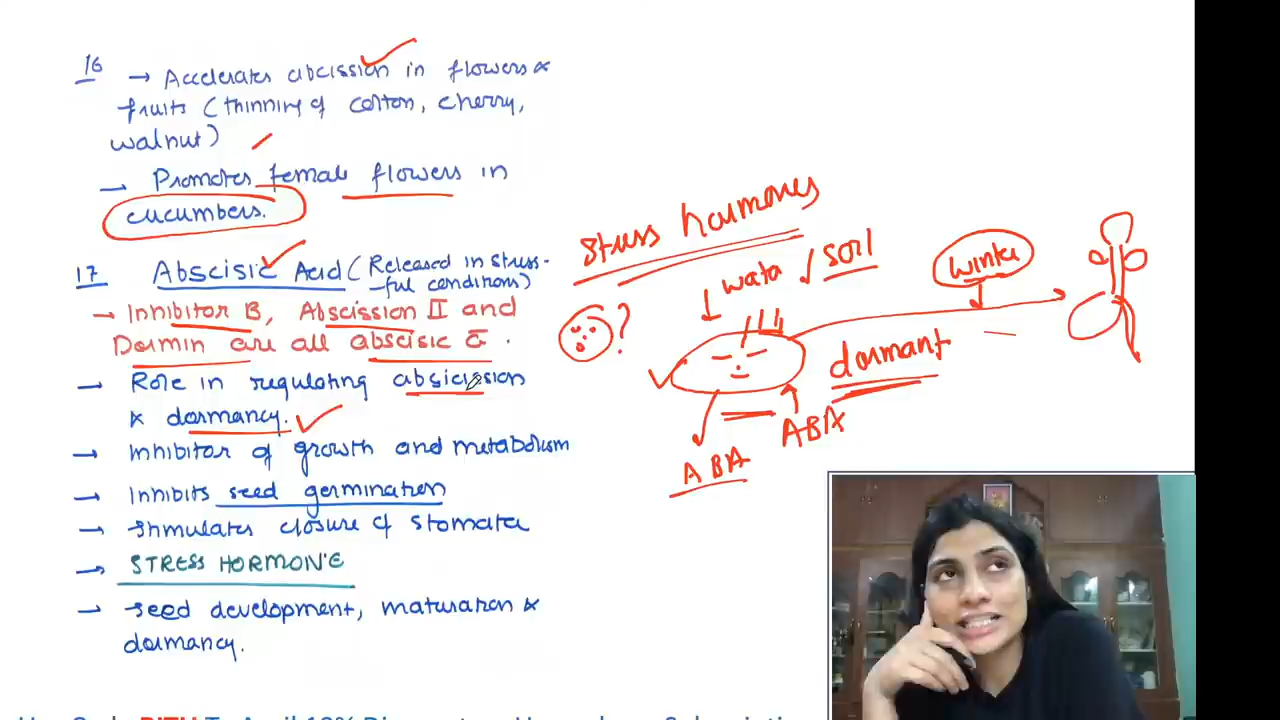 16
→ Accelerates abcission in flowers &
fruits (thinning of cotton, cherry,
walnut)
→ Promotes female flowers in
cucumbers.
17 Abscisic Acid (Released in stress-
-ful conditions)
→ Inhibitor B, Abscission II and
Dormin are all abscisic
→ Role in regulating
& dormancy.
→ Inhibitor of growth and metabolism
→ Inhibits seed germination
→ stimulates closure of stomata
→ STRESS HORMONE
→ seed development, maturation &
dormancy.
Stress hormones
water √ soil
winter
?
dormant
ABA
ABA